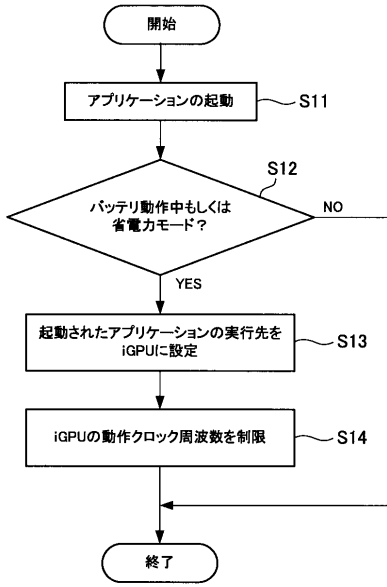 開始
アプリケーションの起動
S11
S12
バッテリ動作中もしくは
省電力モード?
NO
YES
起動されたアプリケーションの実行先を
iGPUに設定
S13
iGPUの動作クロック周波数を制限
S14
終了